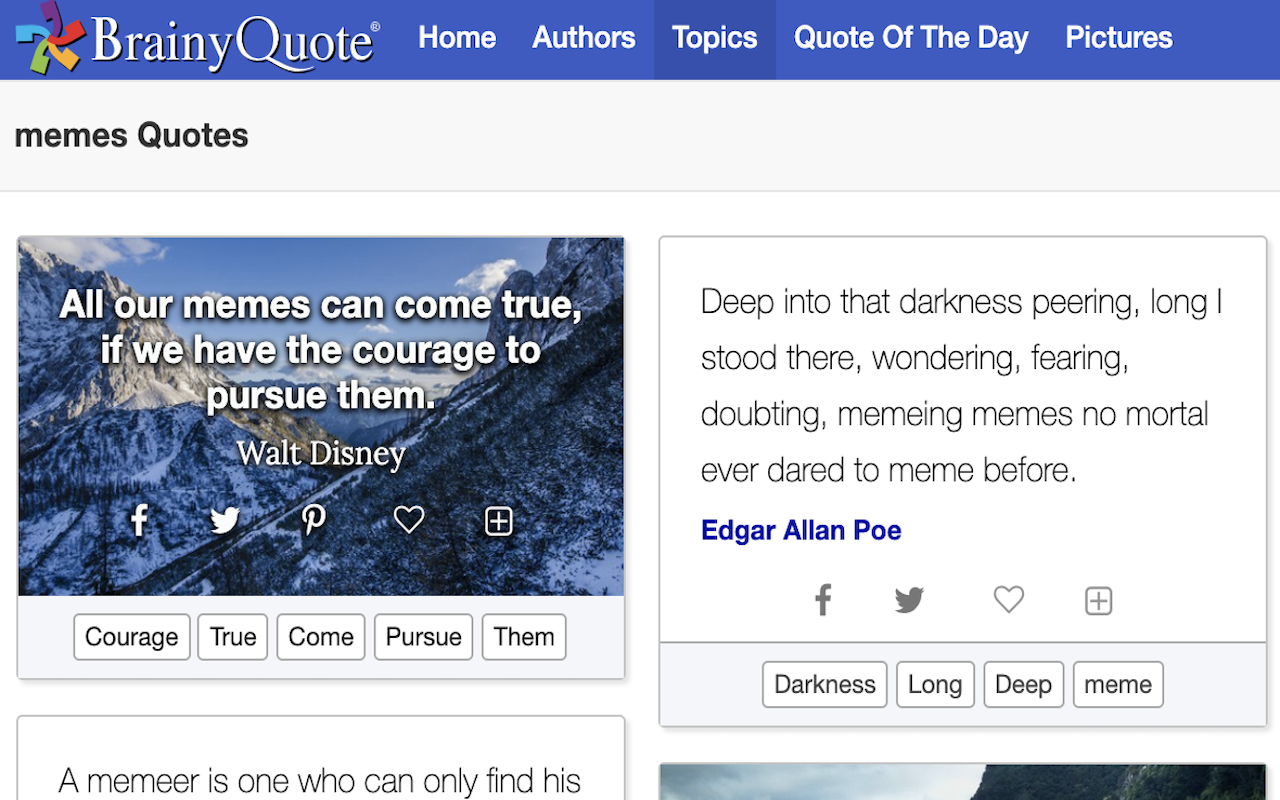 BrainyQuote® Home Authors Topics Quote Of The Day Pictures
memes Quotes
All our memes can come true,
if we have the courage to
pursue them.
Walt Disney
Courage True Come Pursue Them
Deep into that darkness peering, long I
stood there, wondering, fearing,
doubting, memeing memes no mortal
ever dared to meme before.
Edgar Allan Poe
Darkness Long Deep meme
A memeer is one who can only find his